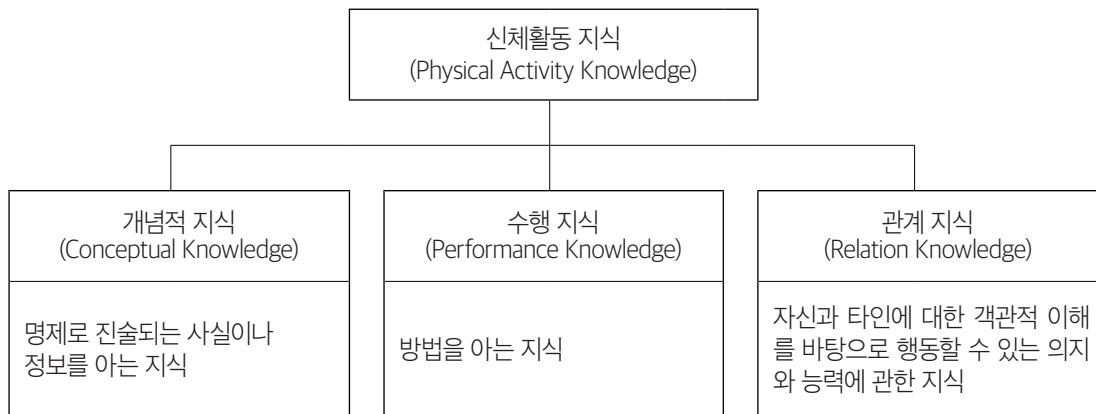 신체활동 지식
(Physical Activity Knowledge)
개념적 지식
(Conceptual Knowledge)
명제로 진술되는 사실이나
정보를 아는 지식
수행 지식
(Performance Knowledge)
방법을 아는 지식
관계 지식
(Relation Knowledge)
자신과 타인에 대한 객관적 이해
를 바탕으로 행동할 수 있는 의지
와 능력에 관한 지식